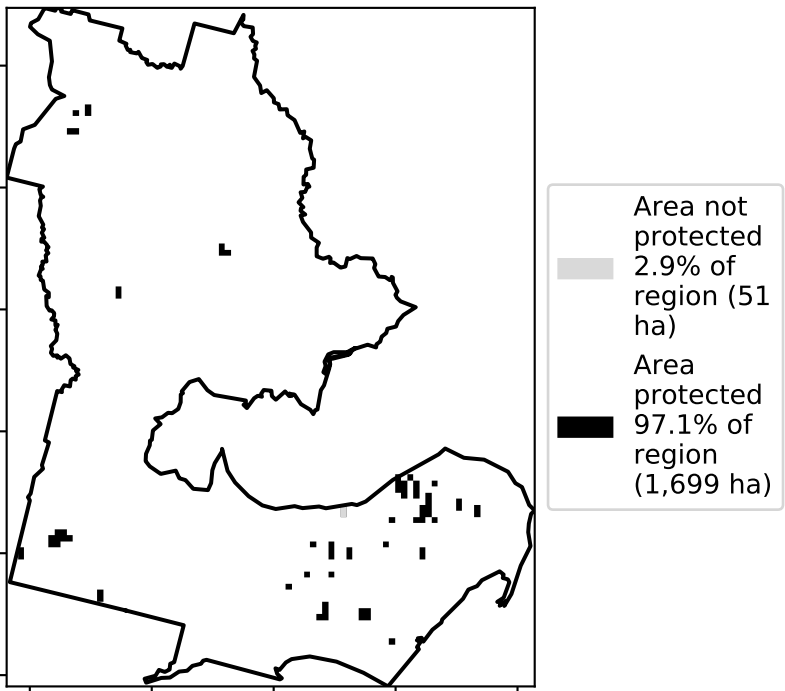 Area not
protected
2.9% of
region (51
ha)
Area
protected
97.1% of
region
(1,699 ha)